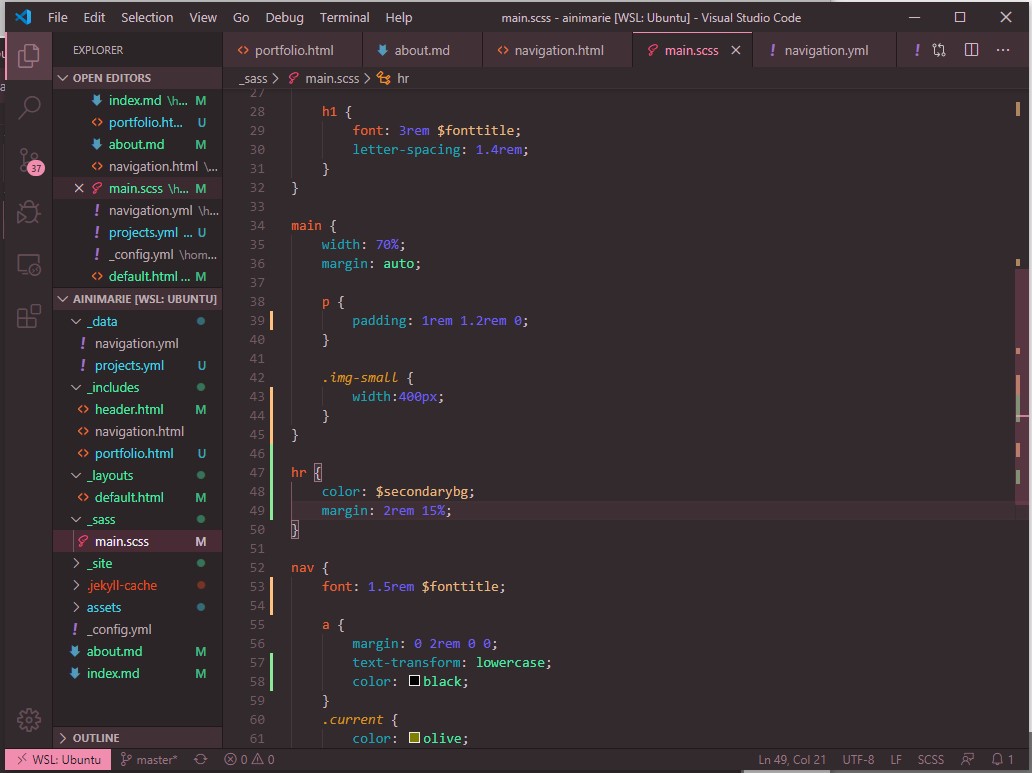 File Edit Selection View Go Debug Terminal Help main.scss - ainimarie [WSL: Ubuntu] - Visual Studio Code
EXPLORER
portfolio.html about.md navigation.html main.scss navigation.yml
OPEN EDITORS
index.md \h... M
portfolio.ht... U
about.md M
navigation.html \...
main.scss \h... M
navigation.yml \h...
projects.yml ... U
_config.yml \hom...
default.html ... M
AINIMARIE [WSL: UBUNTU]
_data
navigation.yml
projects.yml U
_includes
header.html M
navigation.html
portfolio.html U
_layouts
default.html M
_sass
main.scss M
_site
.jekyll-cache
assets
_config.yml
about.md M
index.md M
OUTLINE
37
_sass > main.scss > hr
27
28 h1 {
29 font: 3rem $fonttitle;
30 letter-spacing: 1.4rem;
31 }
32 }
33
34 main {
35 width: 70%;
36 margin: auto;
37
38 p {
39 padding: 1rem 1.2rem 0;
40 }
41
42 .img-small {
43 width:400px;
44 }
45 }
46
47 hr {
48 color: $secondarybg;
49 margin: 2rem 15%;
50 }
51
52 nav {
53 font: 1.5rem $fonttitle;
54
55 a {
56 margin: 0 2rem 0 0;
57 text-transform: lowercase;
58 color: black;
59 }
60 .current {
61 color: olive;
WSL: Ubuntu master* 0 0 Ln 49, Col 21 UTF-8 LF SCSS 1